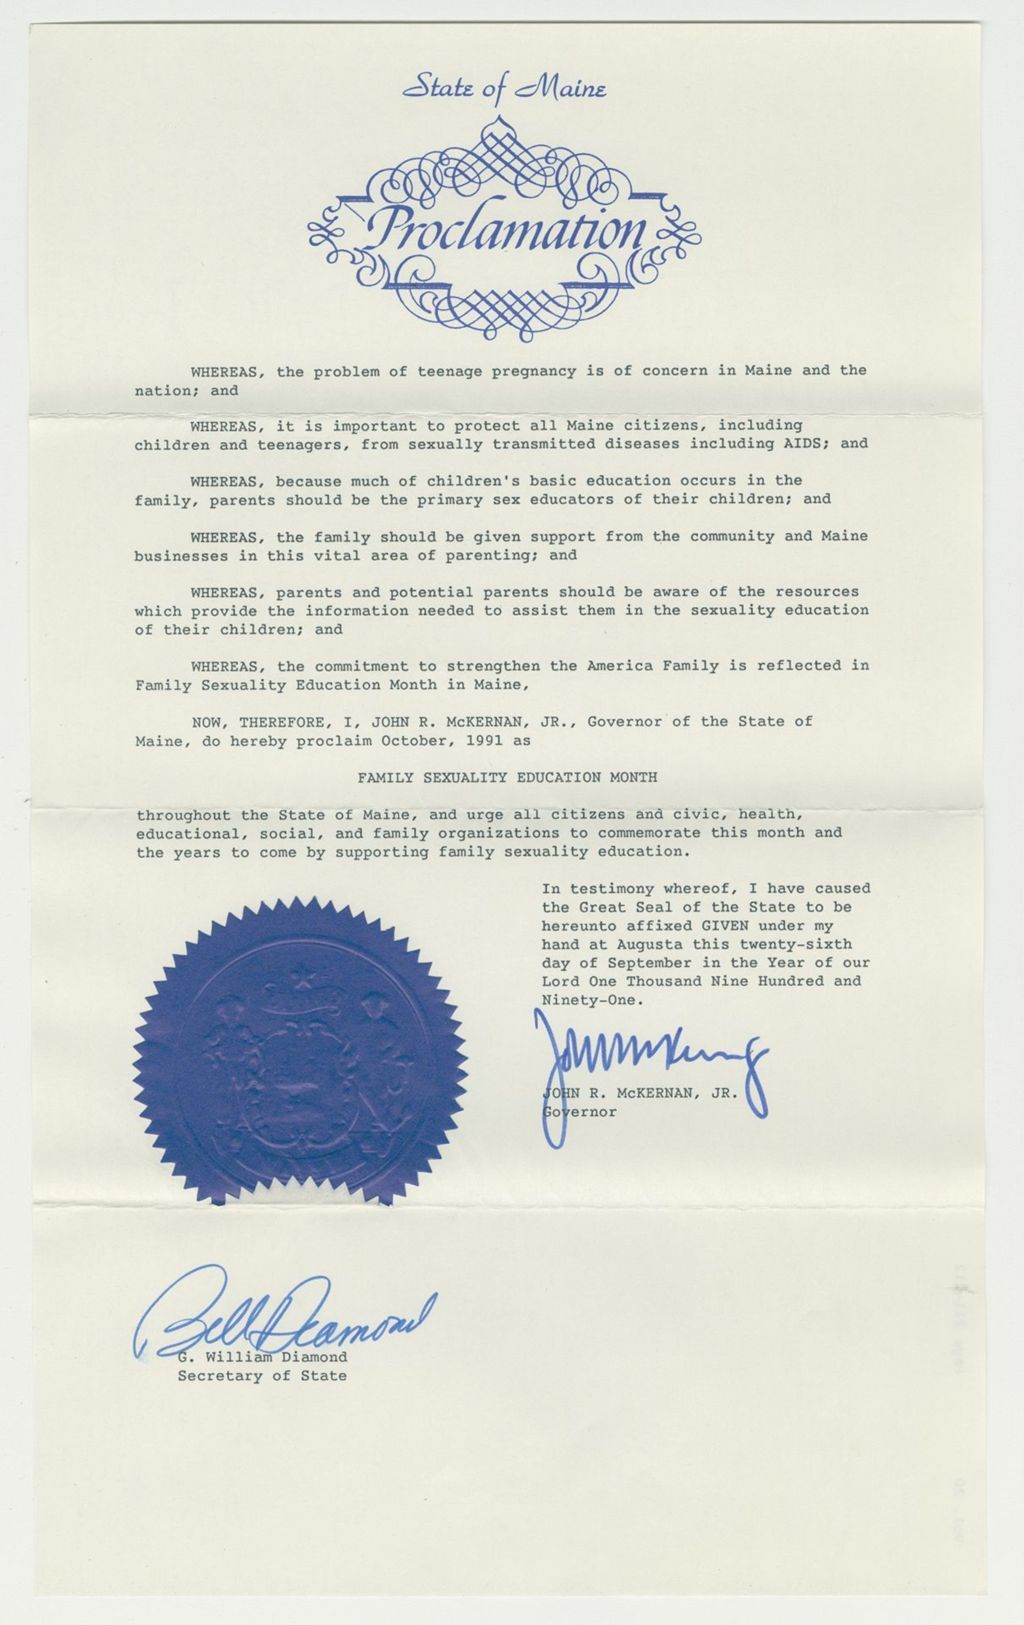 State of Maine
Proclamation
WHEREAS, the problem of teenage pregnancy is of concern in Maine and the
nation; and
WHEREAS, it is important to protect all Maine citizens, including
children and teenagers, from sexually transmitted diseases including AIDS; and
WHEREAS, because much of children's basic education occurs in the
family, parents should be the primary sex educators of their children; and
WHEREAS, the family should be given support from the community and Maine
businesses in this vital area of parenting; and
WHEREAS, parents and potential parents should be aware of the resources
which provide the information needed to assist them in the sexuality education
of their children; and
WHEREAS, the commitment to strengthen the America Family is reflected in
Family Sexuality Education Month in Maine,
NOW, THEREFORE, I, JOHN R. McKERNAN, JR., Governor of the State of
Maine, do hereby proclaim October, 1991 as
FAMILY SEXUALITY EDUCATION MONTH
throughout the State of Maine, and urge all citizens and civic, health,
educational, social, and family organizations to commemorate this month and
the years to come by supporting family sexuality education.
In testimony whereof, I have caused
the Great Seal of the State to be
hereunto affixed GIVEN under my
hand at Augusta this twenty-sixth
day of September in the Year of our
Lord One Thousand Nine Hundred and
Ninety-One.
JOHN R. McKERNAN, JR.
Governor
Bill Diamond
G. William Diamond
Secretary of State